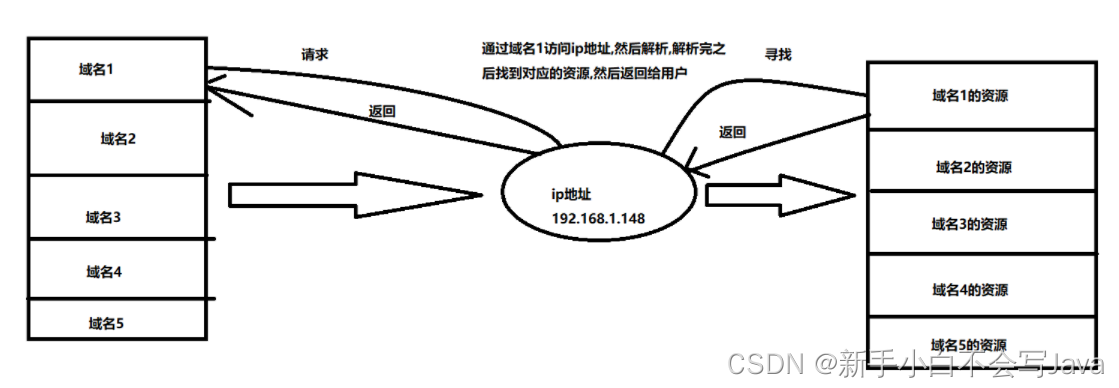 请求
通过域名1访问ip地址,然后解析,解析完之
后找到对应的资源,然后返回给用户
寻找
域名1
返回
域名2
域名3
域名4
域名5
ip地址
192.168.1.148
返回
域名1的资源
域名2的资源
域名3的资源
域名4的资源
域名5的资源
CSDN @新手小白不会写Java